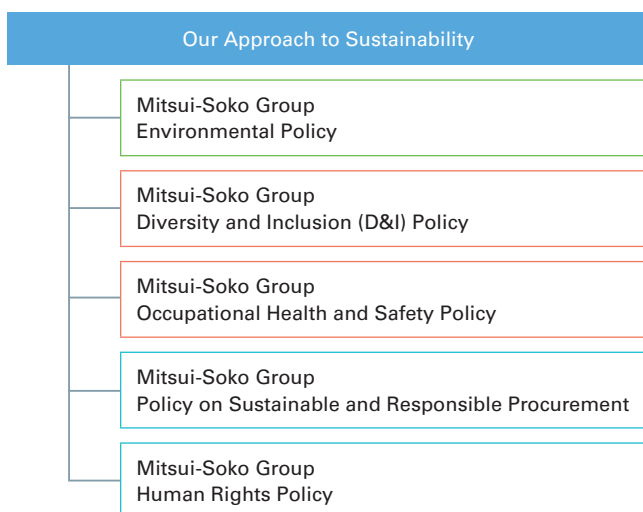 Our Approach to Sustainability
Mitsui-Soko Group
Environmental Policy
Mitsui-Soko Group
Diversity and Inclusion (D&I) Policy
Mitsui-Soko Group
Occupational Health and Safety Policy
Mitsui-Soko Group
Policy on Sustainable and Responsible Procurement
Mitsui-Soko Group
Human Rights Policy